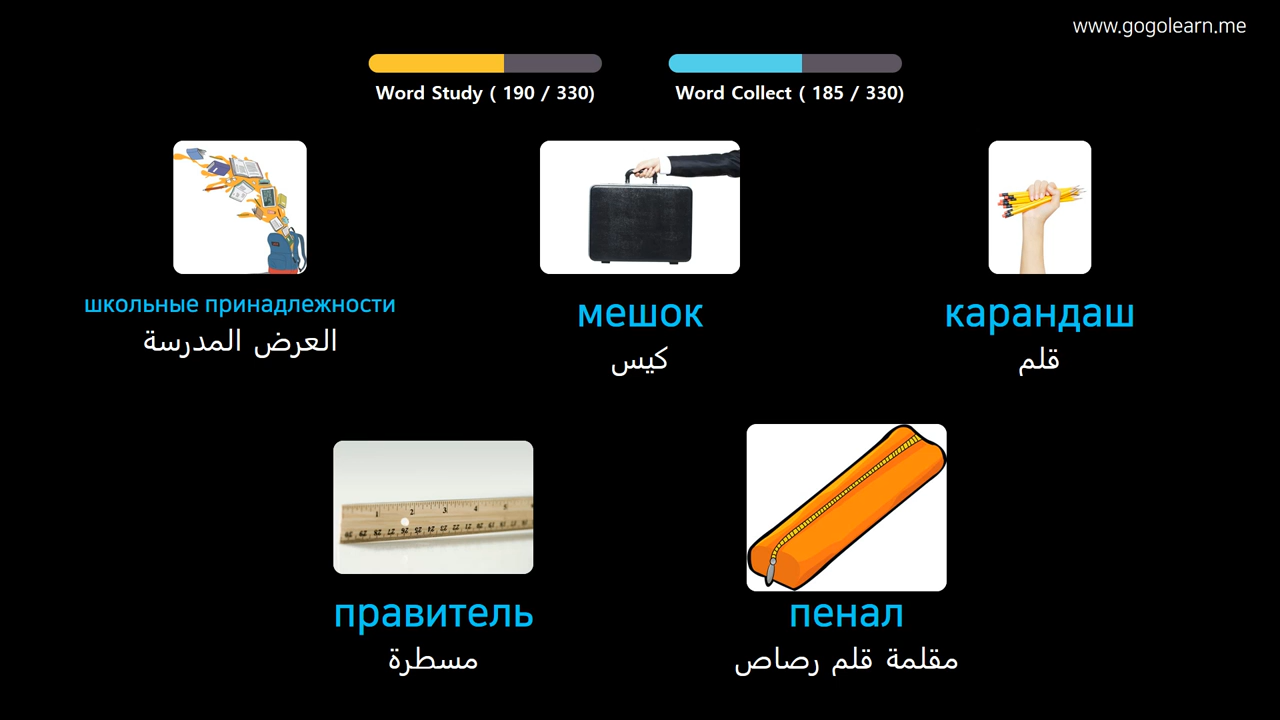 www.gogolearn.me
Word Study ( 190 / 330)
Word Collect ( 185 / 330)
школьные принадлежности
العرض المدرسة
мешок
كيس
карандаш
قلم
правитель
مسطرة
пенал
مقلمة قلم رصاص